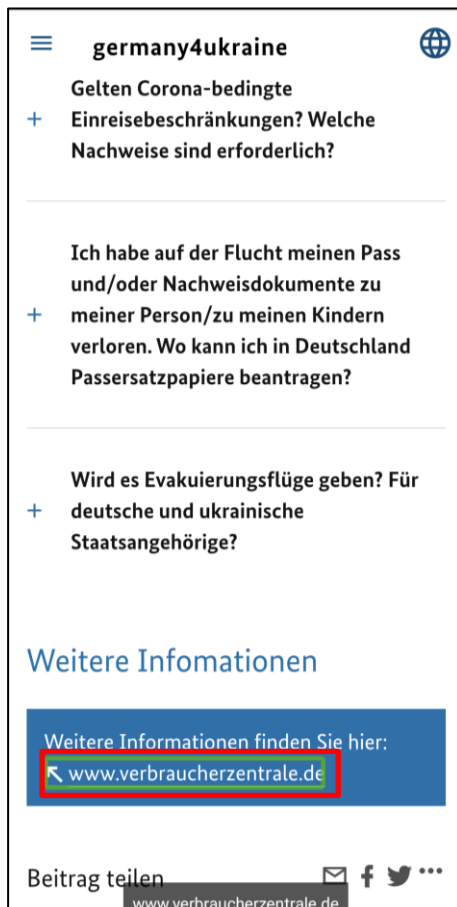 germany4ukraine
Gelten Corona-bedingte
Einreisebeschränkungen? Welche
Nachweise sind erforderlich?
Ich habe auf der Flucht meinen Pass
und/oder Nachweisdokumente zu
meiner Person/zu meinen Kindern
verloren. Wo kann ich in Deutschland
Passersatzpapiere beantragen?
Wird es Evakuierungsflüge geben? Für
deutsche und ukrainische
Staatsangehörige?
Weitere Infomationen
Weitere Informationen finden Sie hier:
www.verbraucherzentrale.de
Beitrag teilen
www.verbraucherzentrale.de